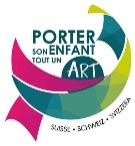 PORTER
SON ENFANT
TOUT UN
ART
SUISSE • SCHWEIZ • SVIZZERA